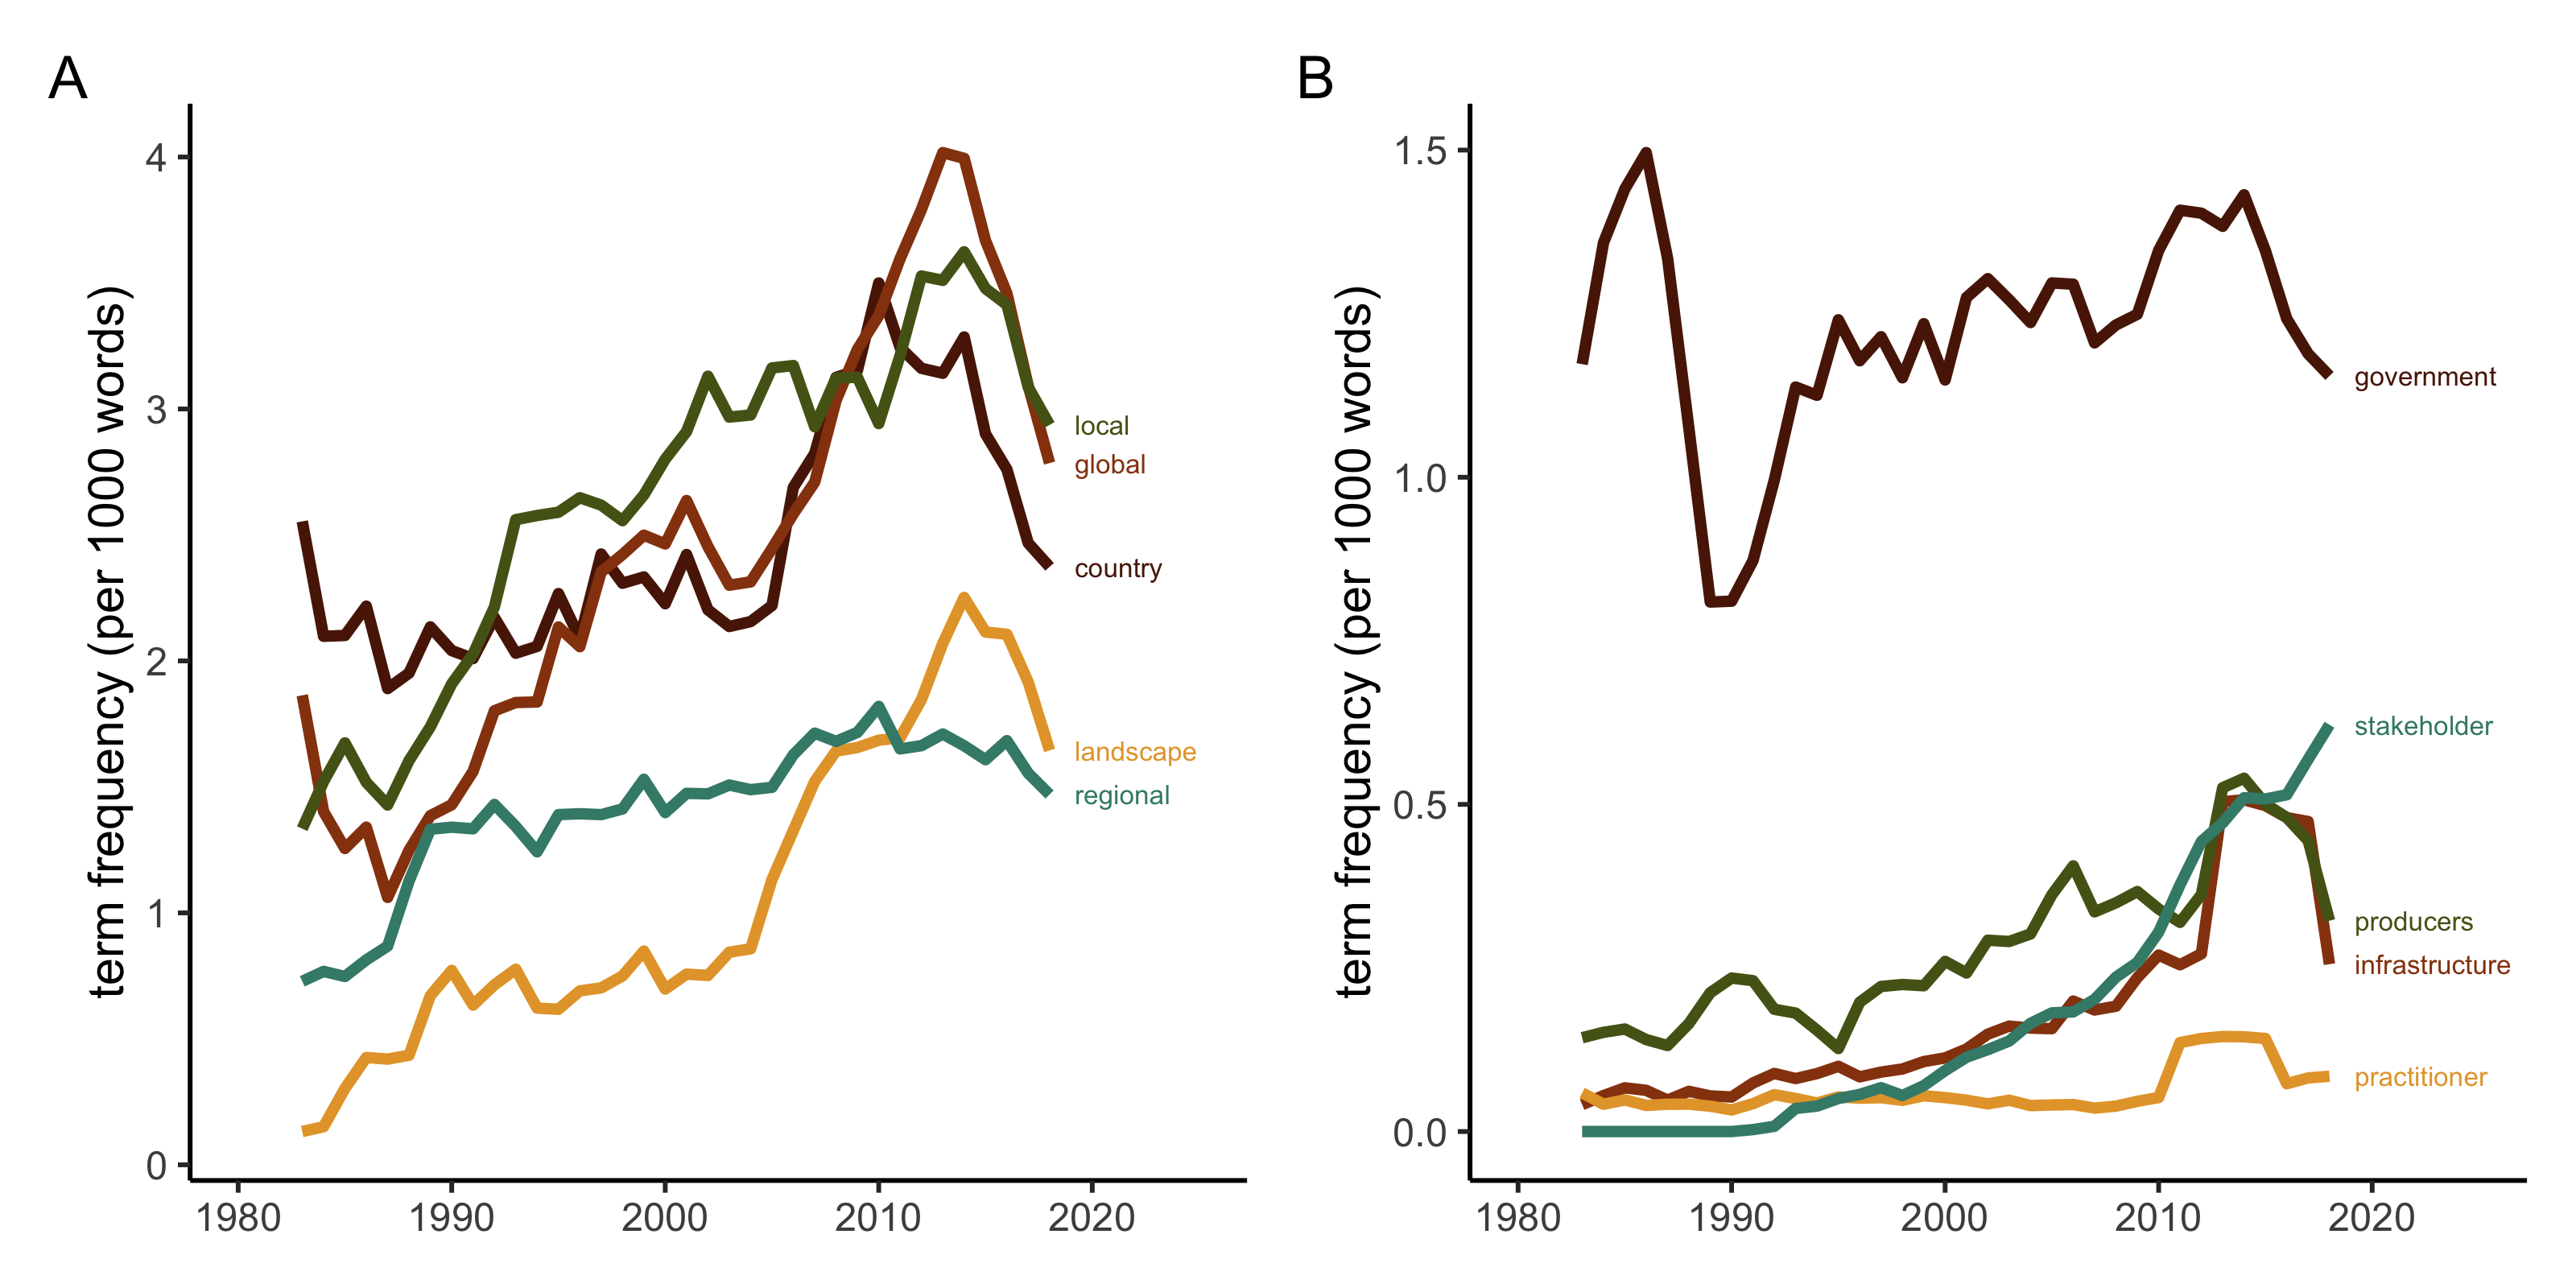 A
term frequency (per 1000 words)
4
3
2
1
0
1980 1990 2000 2010 2020
local
global
country
landscape
regional
B
term frequency (per 1000 words)
1.5
1.0
0.5
0.0
1980 1990 2000 2010 2020
government
stakeholder
producers
infrastructure
practitioner